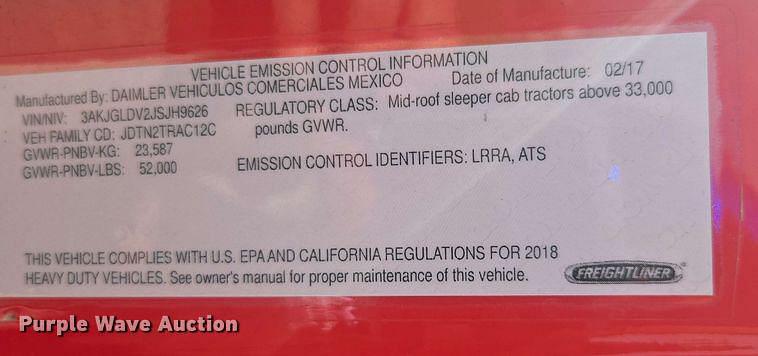 VEHICLE EMISSION CONTROL INFORMATION
Manufactured By: DAIMLER VEHICULOS COMERCIALES MEXICO Date of Manufacture: 02/17
VIN/NIV: 3AKJGLDV2JSJH9626 REGULATORY CLASS: Mid-roof sleeper cab tractors above 33,000
VEH FAMILY CD: JDTN2TRAC12C pounds GVWR.
GVWR-PNBV-KG: 23,587
GVWR-PNBV-LBS: 52,000 EMISSION CONTROL IDENTIFIERS: LRRA, ATS
THIS VEHICLE COMPLIES WITH U.S. EPA AND CALIFORNIA REGULATIONS FOR 2018
HEAVY DUTY VEHICLES. See owner's manual for proper maintenance of this vehicle.
FREIGHTLINER
Purple Wave Auction